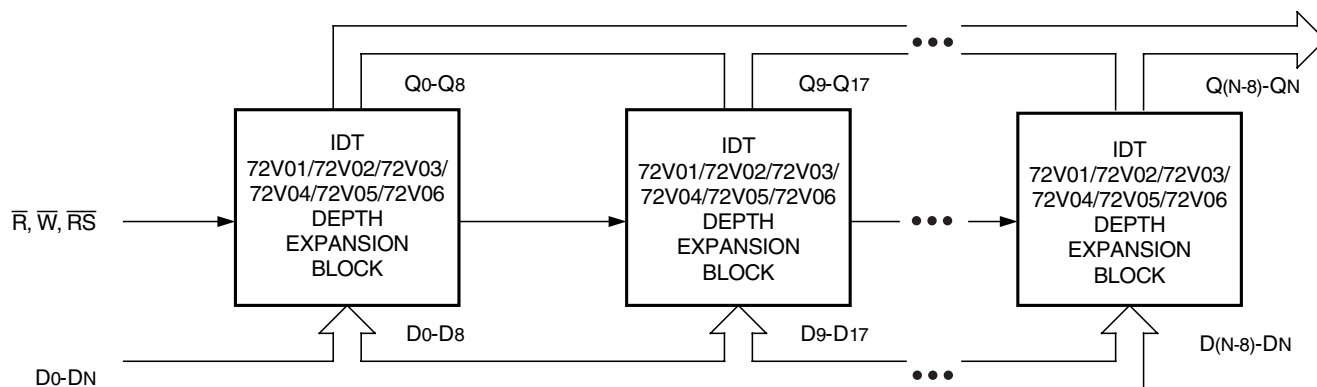 Q0-Q8
Q9-Q17
Q(N-8)-QN
IDT
72V01/72V02/72V03/
72V04/72V05/72V06
DEPTH
EXPANSION
BLOCK
IDT
72V01/72V02/72V03/
72V04/72V05/72V06
DEPTH
EXPANSION
BLOCK
IDT
72V01/72V02/72V03/
72V04/72V05/72V06
DEPTH
EXPANSION
BLOCK
R̅, W̅, R̅S̅
D0-D8
D9-D17
D(N-8)-DN
D0-DN